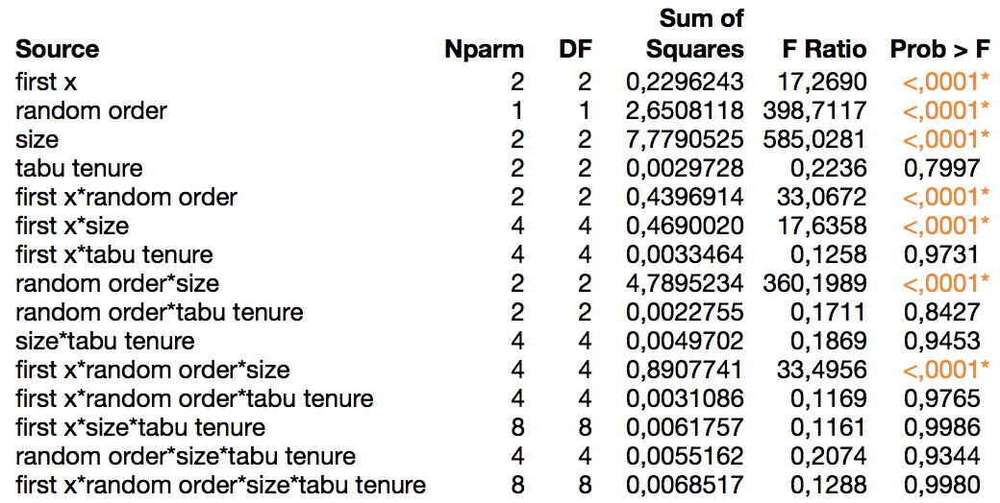 Sum of
Source Nparm DF Squares F Ratio Prob > F
first x 2 2 0,2296243 17,2690 <,0001*
random order 1 1 2,6508118 398,7117 <,0001*
size 2 2 7,7790525 585,0281 <,0001*
tabu tenure 2 2 0,0029728 0,2236 0,7997
first x*random order 2 2 0,4396914 33,0672 <,0001*
first x*size 4 4 0,4690020 17,6358 <,0001*
first x*tabu tenure 4 4 0,0033464 0,1258 0,9731
random order*size 2 2 4,7895234 360,1989 <,0001*
random order*tabu tenure 2 2 0,0022755 0,1711 0,8427
size*tabu tenure 4 4 0,0049702 0,1869 0,9453
first x*random order*size 4 4 0,8907741 33,4956 <,0001*
first x*random order*tabu tenure 4 4 0,0031086 0,1169 0,9765
first x*size*tabu tenure 8 8 0,0061757 0,1161 0,9986
random order*size*tabu tenure 4 4 0,0055162 0,2074 0,9344
first x*random order*size*tabu tenure 8 8 0,0068517 0,1288 0,9980